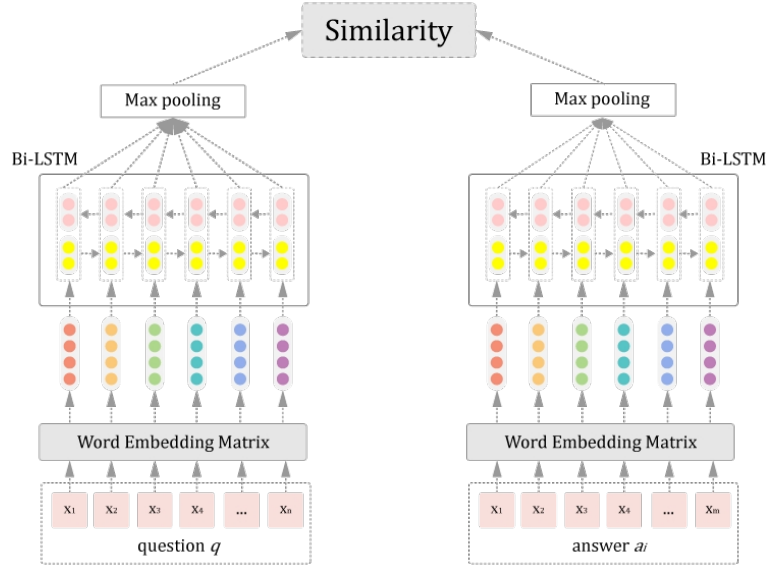 Similarity
Max pooling
Max pooling
Bi-LSTM
Bi-LSTM
Word Embedding Matrix
Word Embedding Matrix
x1 x2 x3 x4 ... xn
x1 x2 x3 x4 ... xm
question q
answer ai